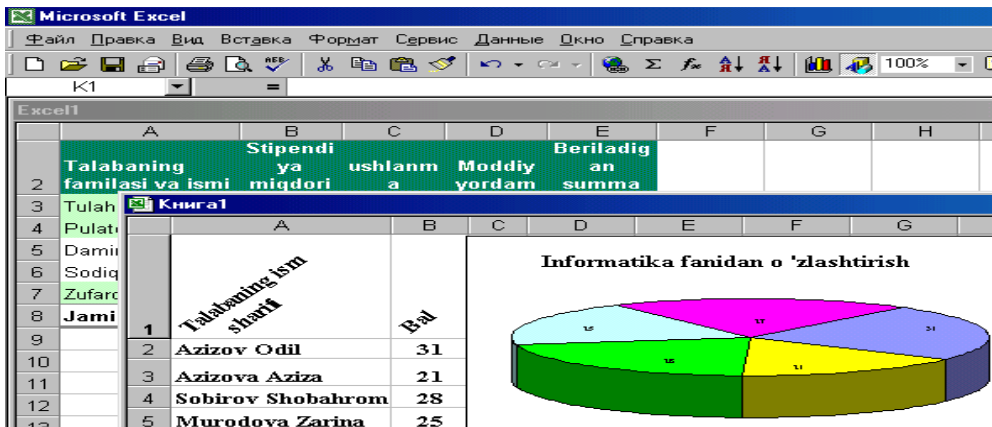 Microsoft Excel
Файл Правка Вид Вставка Формат Сервис Данные Окно Справка
100%
K1 =
Excel1
A B C D E F G H
2 Talabaning familasi va ismi Stipendi ya miqdori ushlanm a Moddiy yordam Beriladig an summa
3 Tulah
4 Pulat
5 Dami
6 Sodiq
7 Zufar
8 Jami
9
10
11
12
Книга1
A B C D E F G
1 Talabaning ism sharif Bal
2 Azizov Odil 31
3 Azizova Aziza 21
4 Sobirov Shobahrom 28
5 Murodova Zarina 25
Informatika fanidan o 'zlashtirish
31